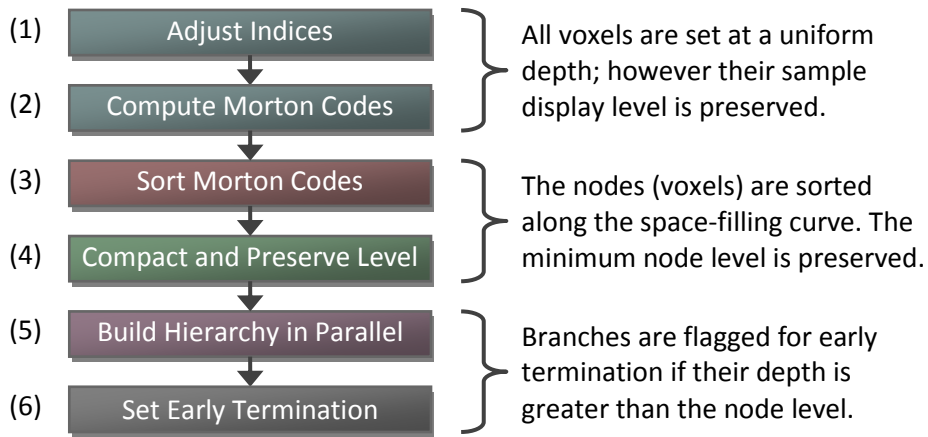 (1) Adjust Indices
(2) Compute Morton Codes
All voxels are set at a uniform
depth; however their sample
display level is preserved.
(3) Sort Morton Codes
(4) Compact and Preserve Level
The nodes (voxels) are sorted
along the space-filling curve. The
minimum node level is preserved.
(5) Build Hierarchy in Parallel
(6) Set Early Termination
Branches are flagged for early
termination if their depth is
greater than the node level.